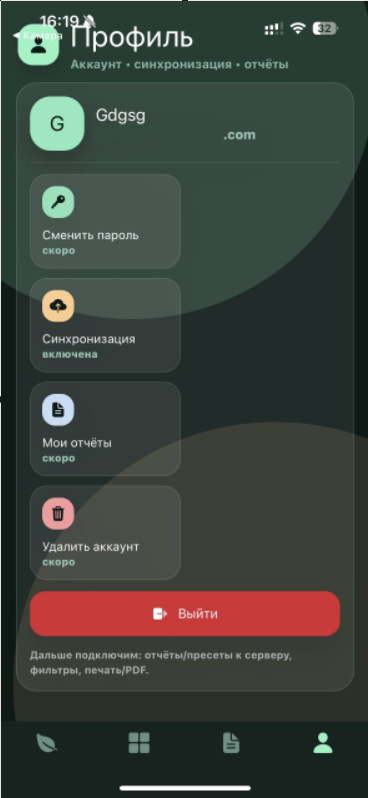 16:19
32
◀ Камера
Профиль
Аккаунт • синхронизация • отчёты
G
Gdgsg
.com
Сменить пароль
скоро
Синхронизация
включена
Мои отчёты
скоро
Удалить аккаунт
скоро
Выйти
Дальше подключим: отчёты/пресеты к серверу,
фильтры, печать/PDF.